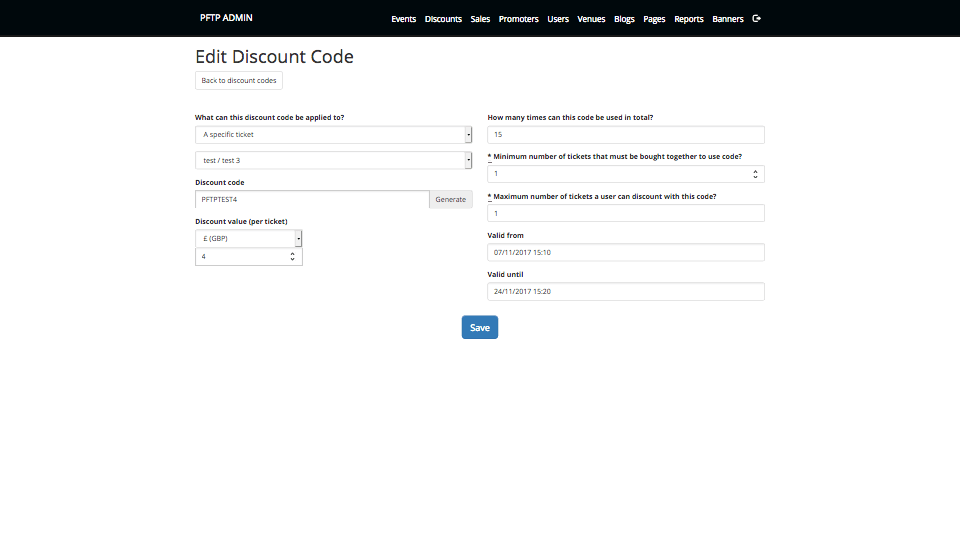 PFTP ADMIN
Events Discounts Sales Promoters Users Venues Blogs Pages Reports Banners
Edit Discount Code
Back to discount codes
What can this discount code be applied to?
A specific ticket
test / test 3
Discount code
PFTPTEST4 Generate
Discount value (per ticket)
£ (GBP)
4
How many times can this code be used in total?
15
* Minimum number of tickets that must be bought together to use code?
1
* Maximum number of tickets a user can discount with this code?
1
Valid from
07/11/2017 15:10
Valid until
24/11/2017 15:20
Save